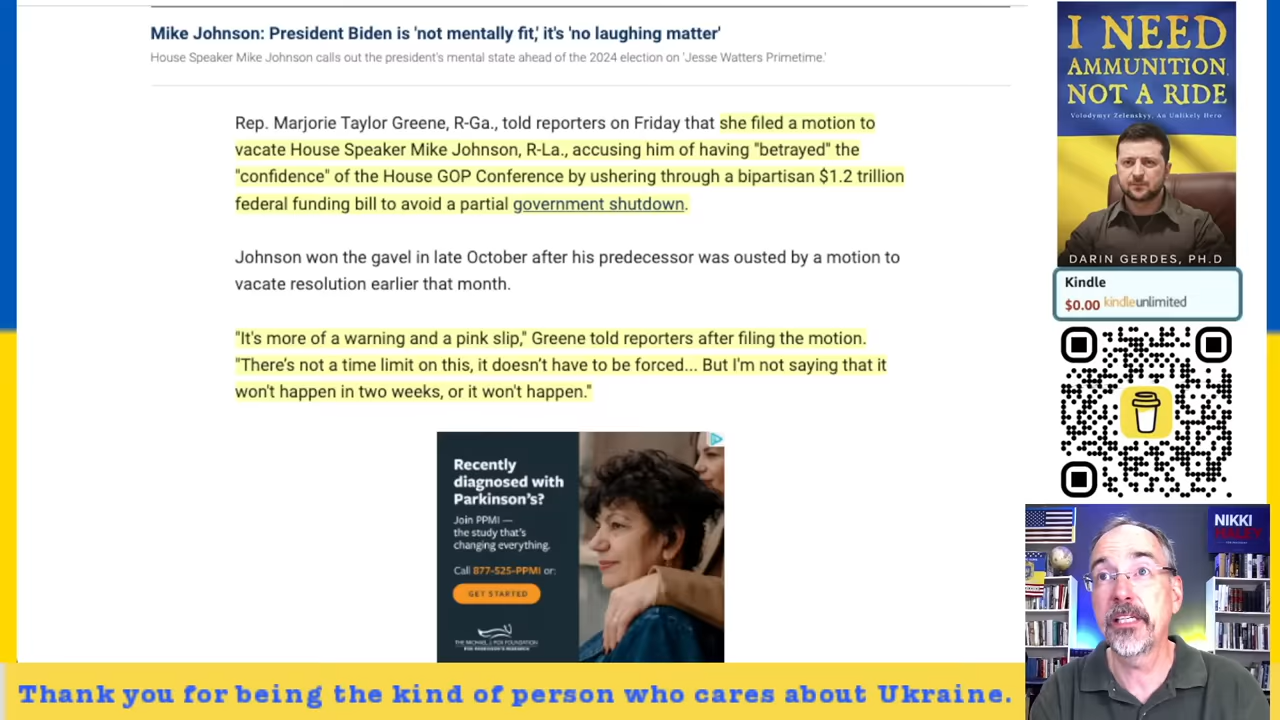 Mike Johnson: President Biden is 'not mentally fit,' it's 'no laughing matter'
House Speaker Mike Johnson calls out the president's mental state ahead of the 2024 election on 'Jesse Watters Primetime.'
Rep. Marjorie Taylor Greene, R-Ga., told reporters on Friday that she filed a motion to
vacate House Speaker Mike Johnson, R-La., accusing him of having "betrayed" the
"confidence" of the House GOP Conference by ushering through a bipartisan $1.2 trillion
federal funding bill to avoid a partial government shutdown.
Johnson won the gavel in late October after his predecessor was ousted by a motion to
vacate resolution earlier that month.
"It's more of a warning and a pink slip," Greene told reporters after filing the motion.
"There's not a time limit on this, it doesn't have to be forced... But I'm not saying that it
won't happen in two weeks, or it won't happen."
Recently
diagnosed with
Parkinson's?
Join PPMI —
the study that's
changing everything.
Call 877-525-PPMI or:
GET STARTED
THE MICHAEL J. FOX FOUNDATION
FOR PARKINSON'S RESEARCH
I NEED
AMMUNITION,
NOT A RIDE
Volodymyr Zelenskyy, An Unlikely Hero
DARIN GERDES, PH.D
Kindle
$0.00 kindleunlimited
NIKKI
HALEY
Thank you for being the kind of person who cares about Ukraine.